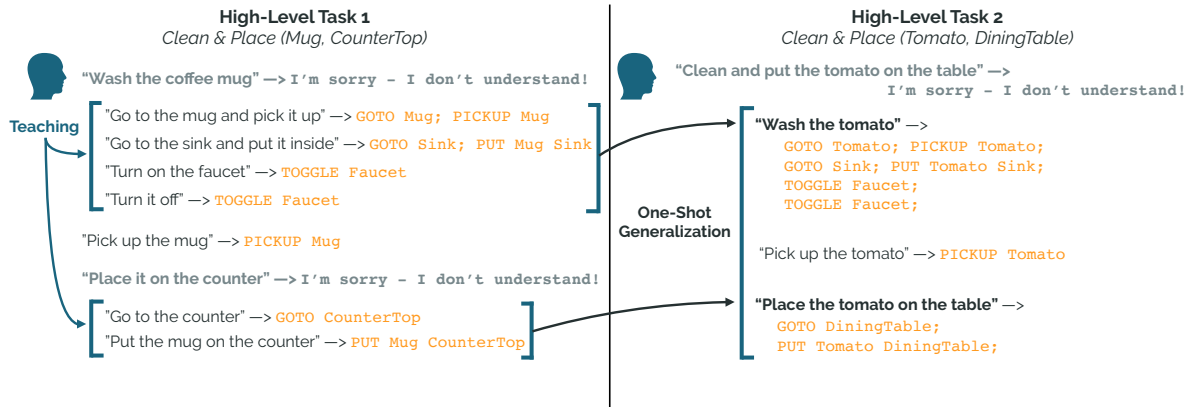 High-Level Task 1
Clean & Place (Mug, CounterTop)
“Wash the coffee mug” —> I’m sorry – I don’t understand!
Teaching
”Go to the mug and pick it up” —> GOTO Mug; PICKUP Mug
”Go to the sink and put it inside” —> GOTO Sink; PUT Mug Sink
”Turn on the faucet” —> TOGGLE Faucet
”Turn it off” —> TOGGLE Faucet
”Pick up the mug” —> PICKUP Mug
“Place it on the counter” —> I’m sorry – I don’t understand!
”Go to the counter” —> GOTO CounterTop
”Put the mug on the counter” —> PUT Mug CounterTop
High-Level Task 2
Clean & Place (Tomato, DiningTable)
“Clean and put the tomato on the table” —>
I’m sorry – I don’t understand!
One-Shot
Generalization
“Wash the tomato” —>
GOTO Tomato; PICKUP Tomato;
GOTO Sink; PUT Tomato Sink;
TOGGLE Faucet;
TOGGLE Faucet;
“Pick up the tomato” —> PICKUP Tomato
“Place the tomato on the table” —>
GOTO DiningTable;
PUT Tomato DiningTable;